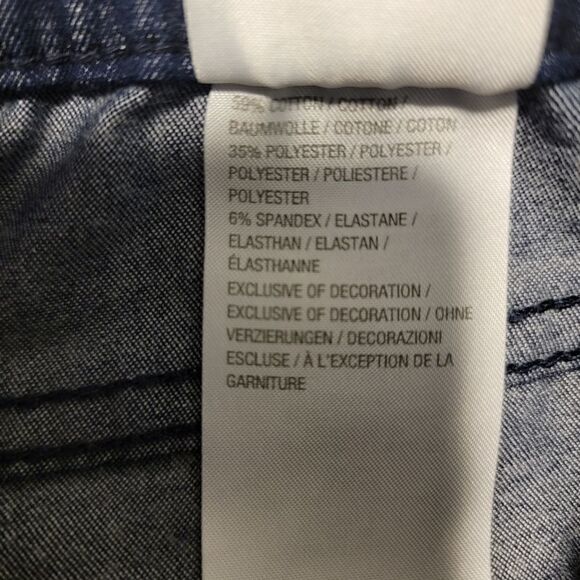 59% COTTON / COTTON /
BAUMWOLLE / COTONE / COTON
35% POLYESTER / POLYESTER /
POLYESTER / POLIESTERE /
POLYESTER
6% SPANDEX / ELASTANE /
ELASTHAN / ELASTAN /
ÉLASTHANNE
EXCLUSIVE OF DECORATION /
EXCLUSIVE OF DECORATION / OHNE
VERZIERUNGEN / DECORAZIONI
ESCLUSE / À L'EXCEPTION DE LA
GARNITURE